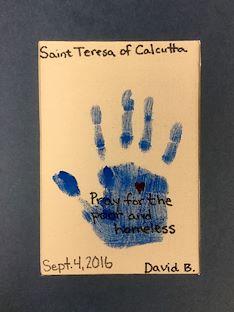 Saint Teresa of Calcutta
Pray for the
poor and
homeless
Sept. 4, 2016
David B.